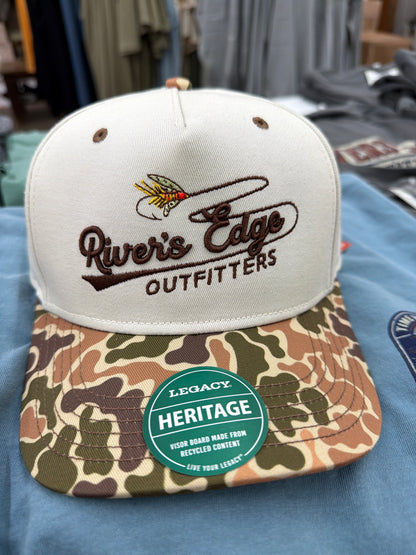 River's Edge
OUTFITTERS
LEGACY
HERITAGE
VISOR BOARD MADE FROM
RECYCLED CONTENT
LIVE YOUR LEGACY®